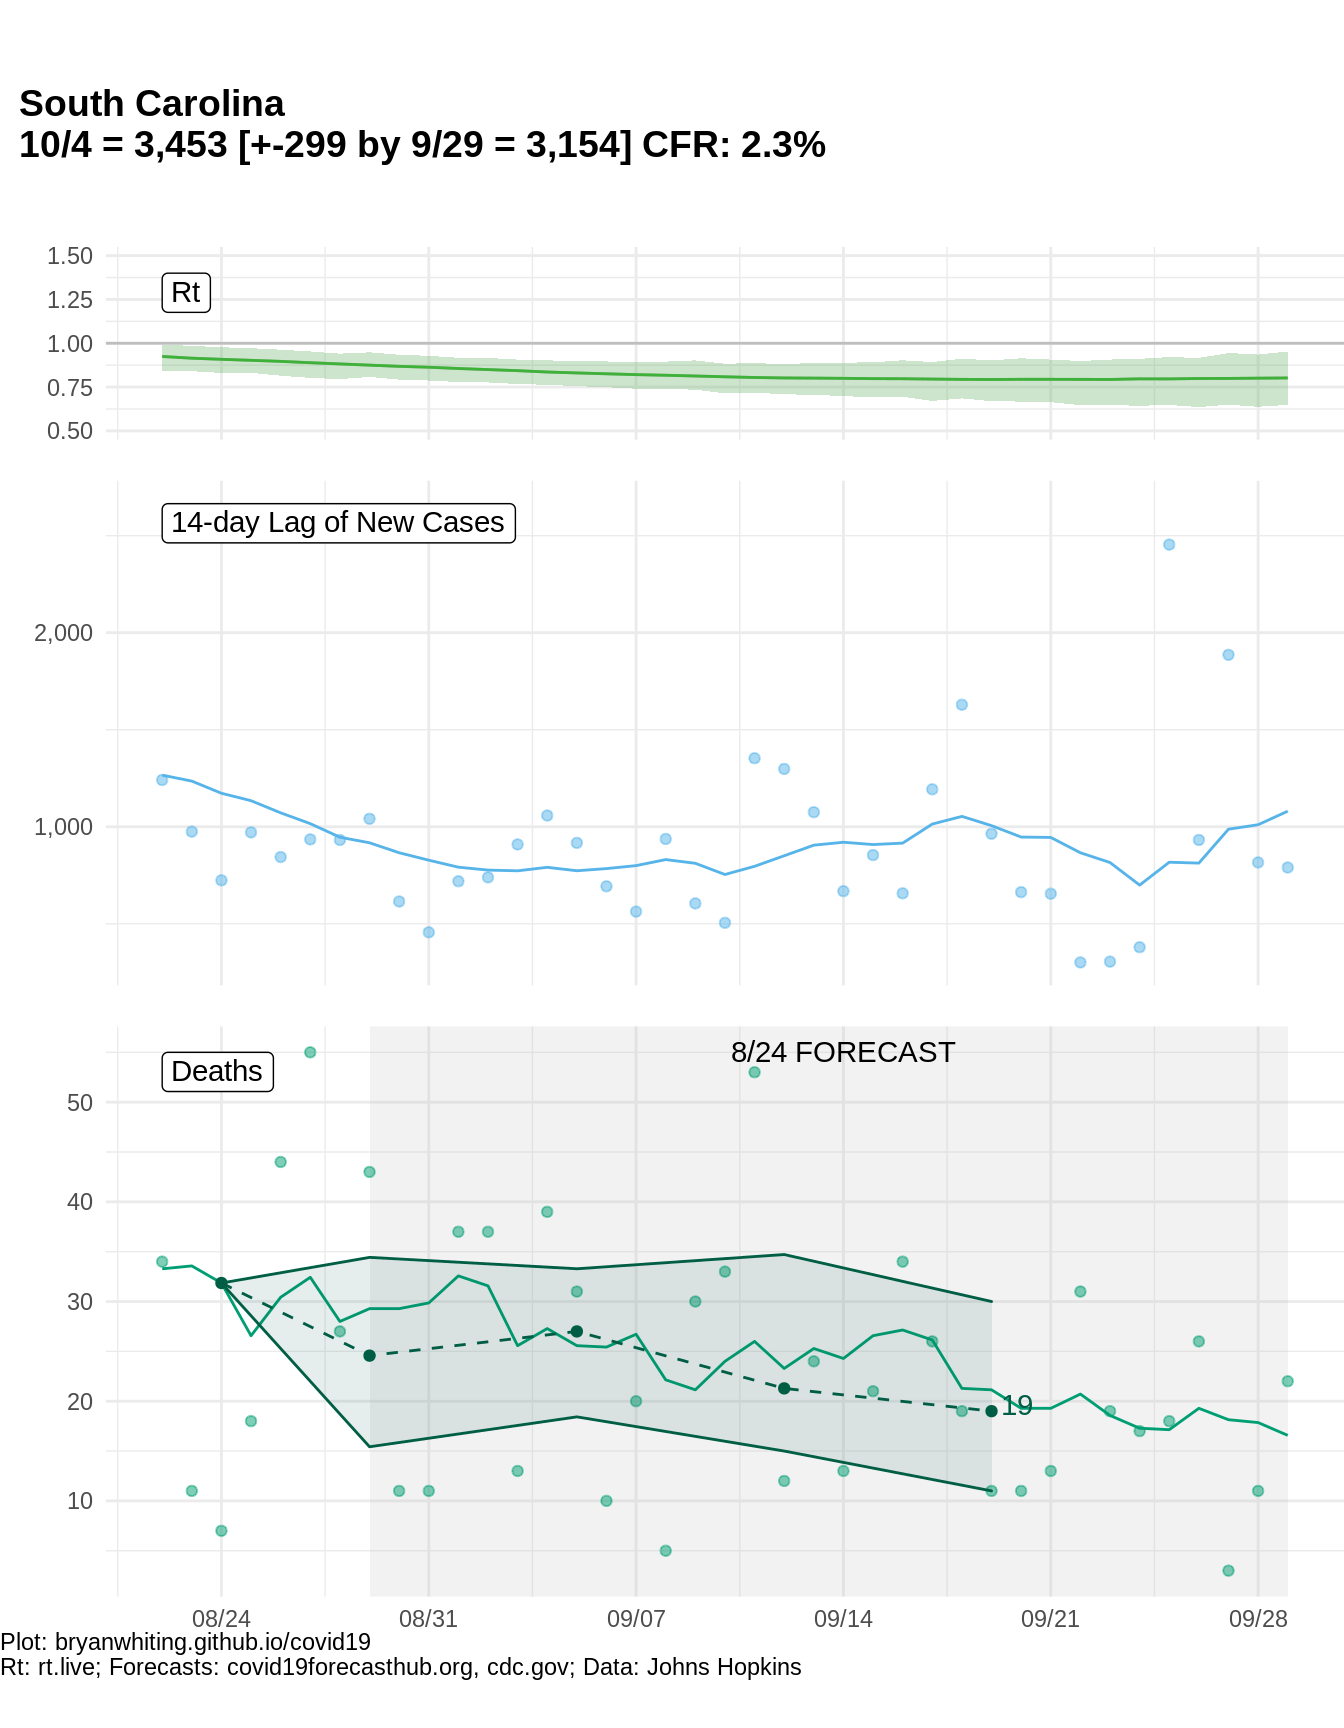 South Carolina
10/4 = 3,453 [+-299 by 9/29 = 3,154] CFR: 2.3%
1.50
Rt
1.25
1.00
0.75
0.50
14-day Lag of New Cases
2,000
1,000
8/24 FORECAST
Deaths
50
40
30
20
19
10
08/24 08/31 09/07 09/14 09/21 09/28
Plot: bryanwhiting.github.io/covid19
Rt: rt.live; Forecasts: covid19forecasthub.org, cdc.gov; Data: Johns Hopkins